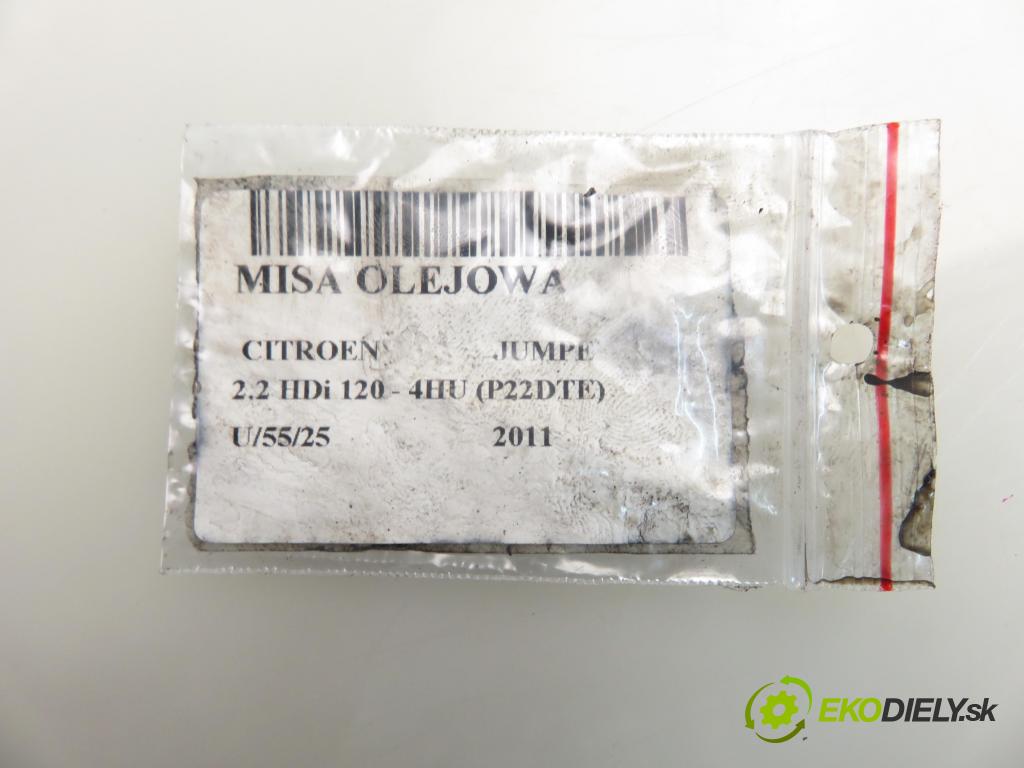 MISA OLEJOWA
CITROEN JUMPE
2.2 HDi 120 - 4HU (P22DTE)
U/55/25 2011
EKODIELY.sk